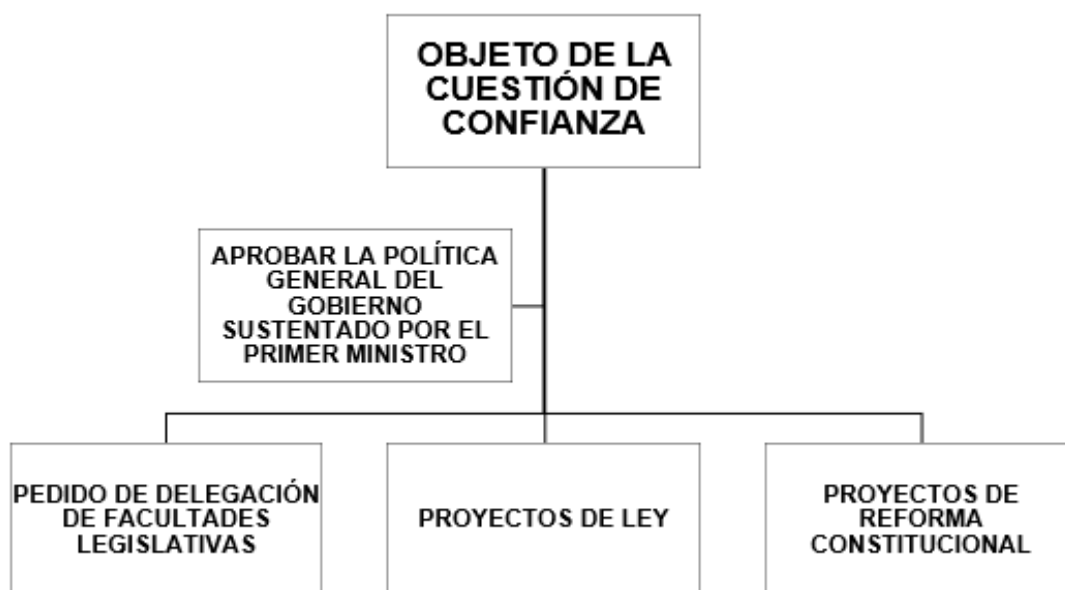 OBJETO DE LA
CUESTIÓN DE
CONFIANZA
APROBAR LA POLÍTICA
GENERAL DEL
GOBIERNO
SUSTENTADO POR EL
PRIMER MINISTRO
PEDIDO DE DELEGACIÓN
DE FACULTADES
LEGISLATIVAS
PROYECTOS DE LEY
PROYECTOS DE
REFORMA
CONSTITUCIONAL